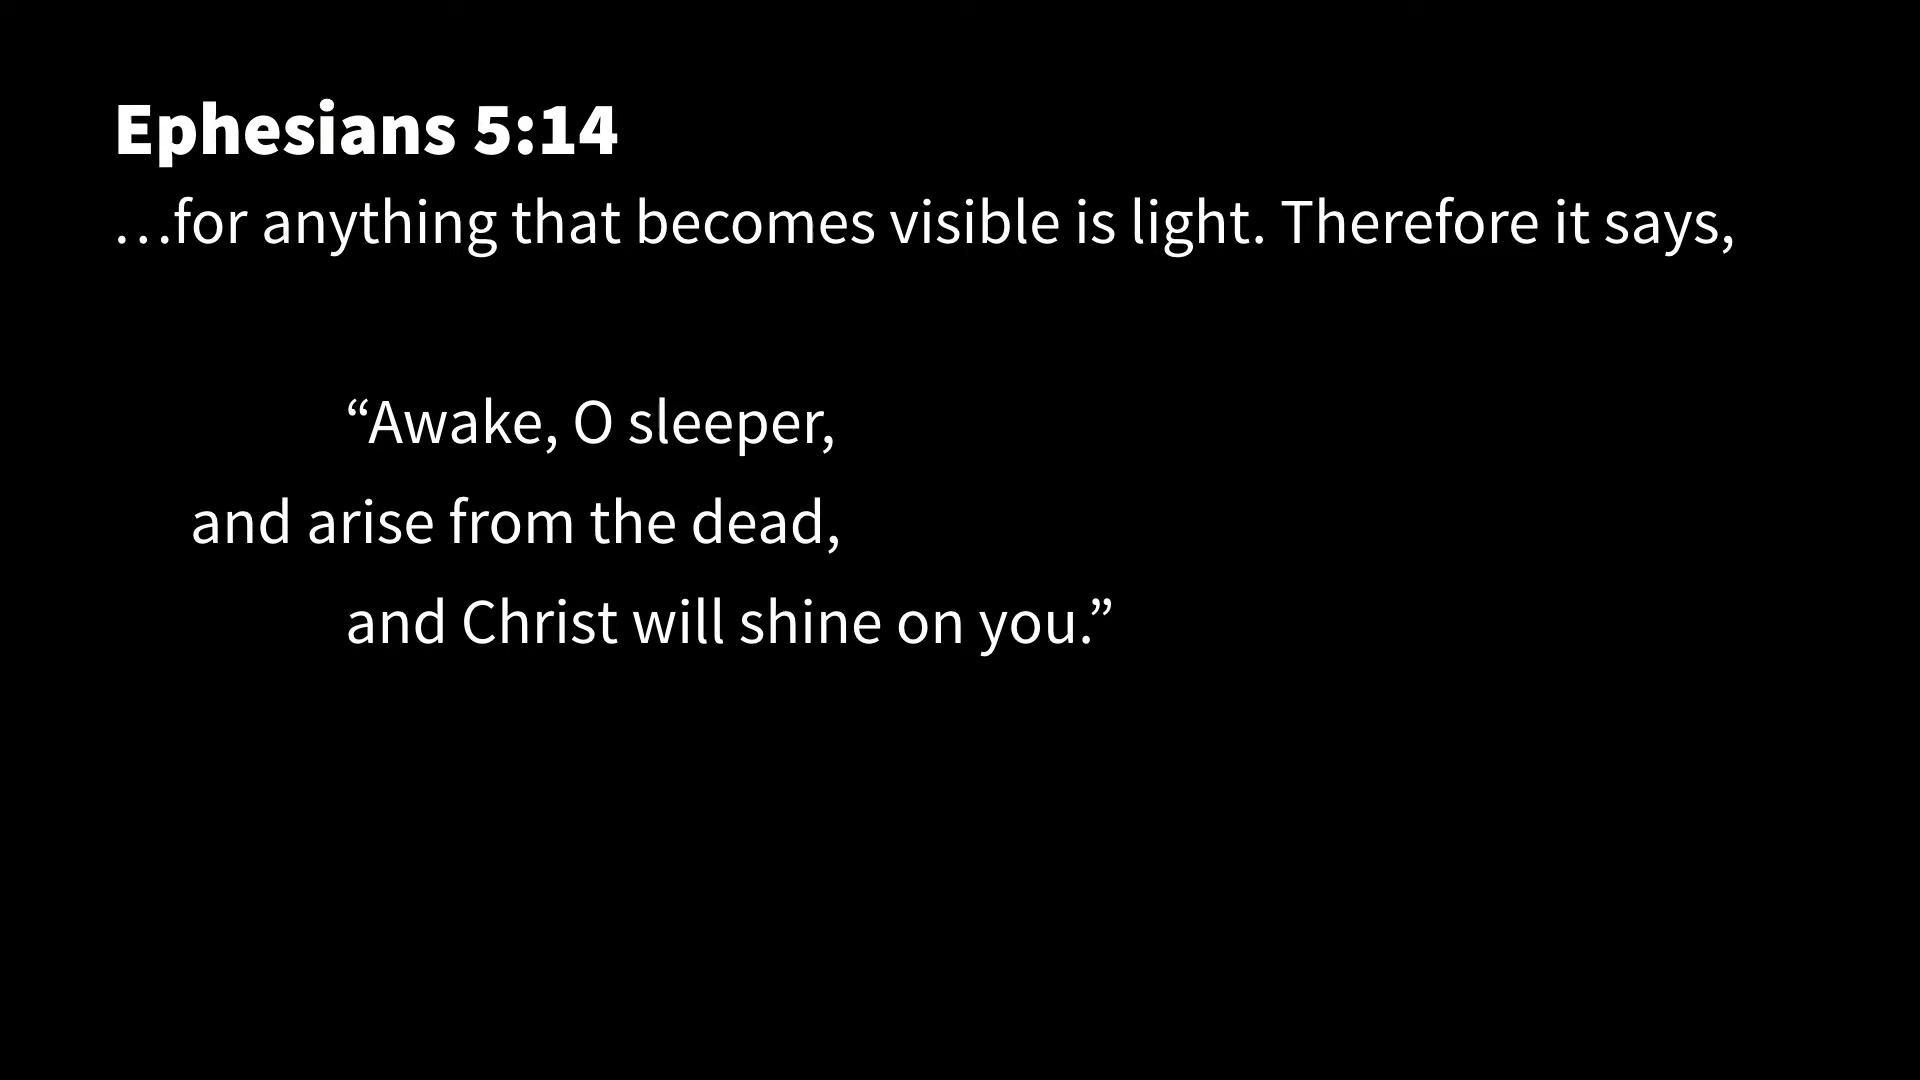 Ephesians 5:14
…for anything that becomes visible is light. Therefore it says,
“Awake, O sleeper,
and arise from the dead,
and Christ will shine on you.”